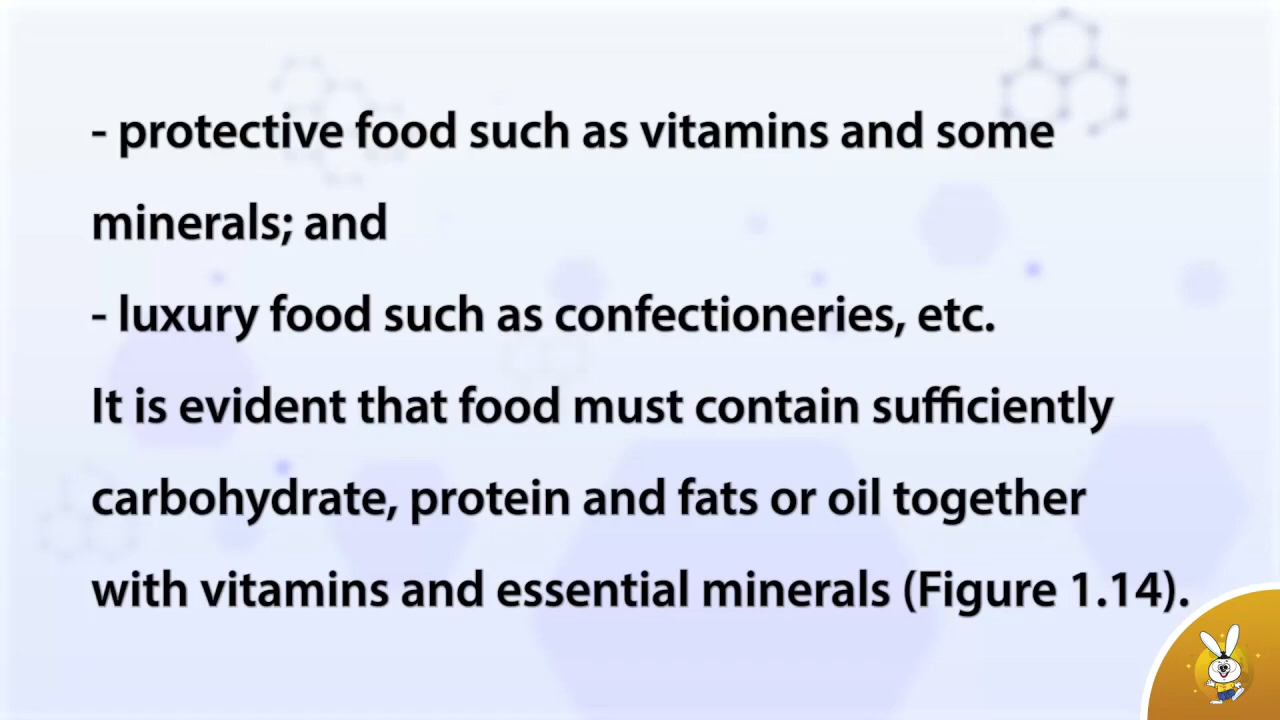 - protective food such as vitamins and some
minerals; and
- luxury food such as confectioneries, etc.
It is evident that food must contain sufficiently
carbohydrate, protein and fats or oil together
with vitamins and essential minerals (Figure 1.14).